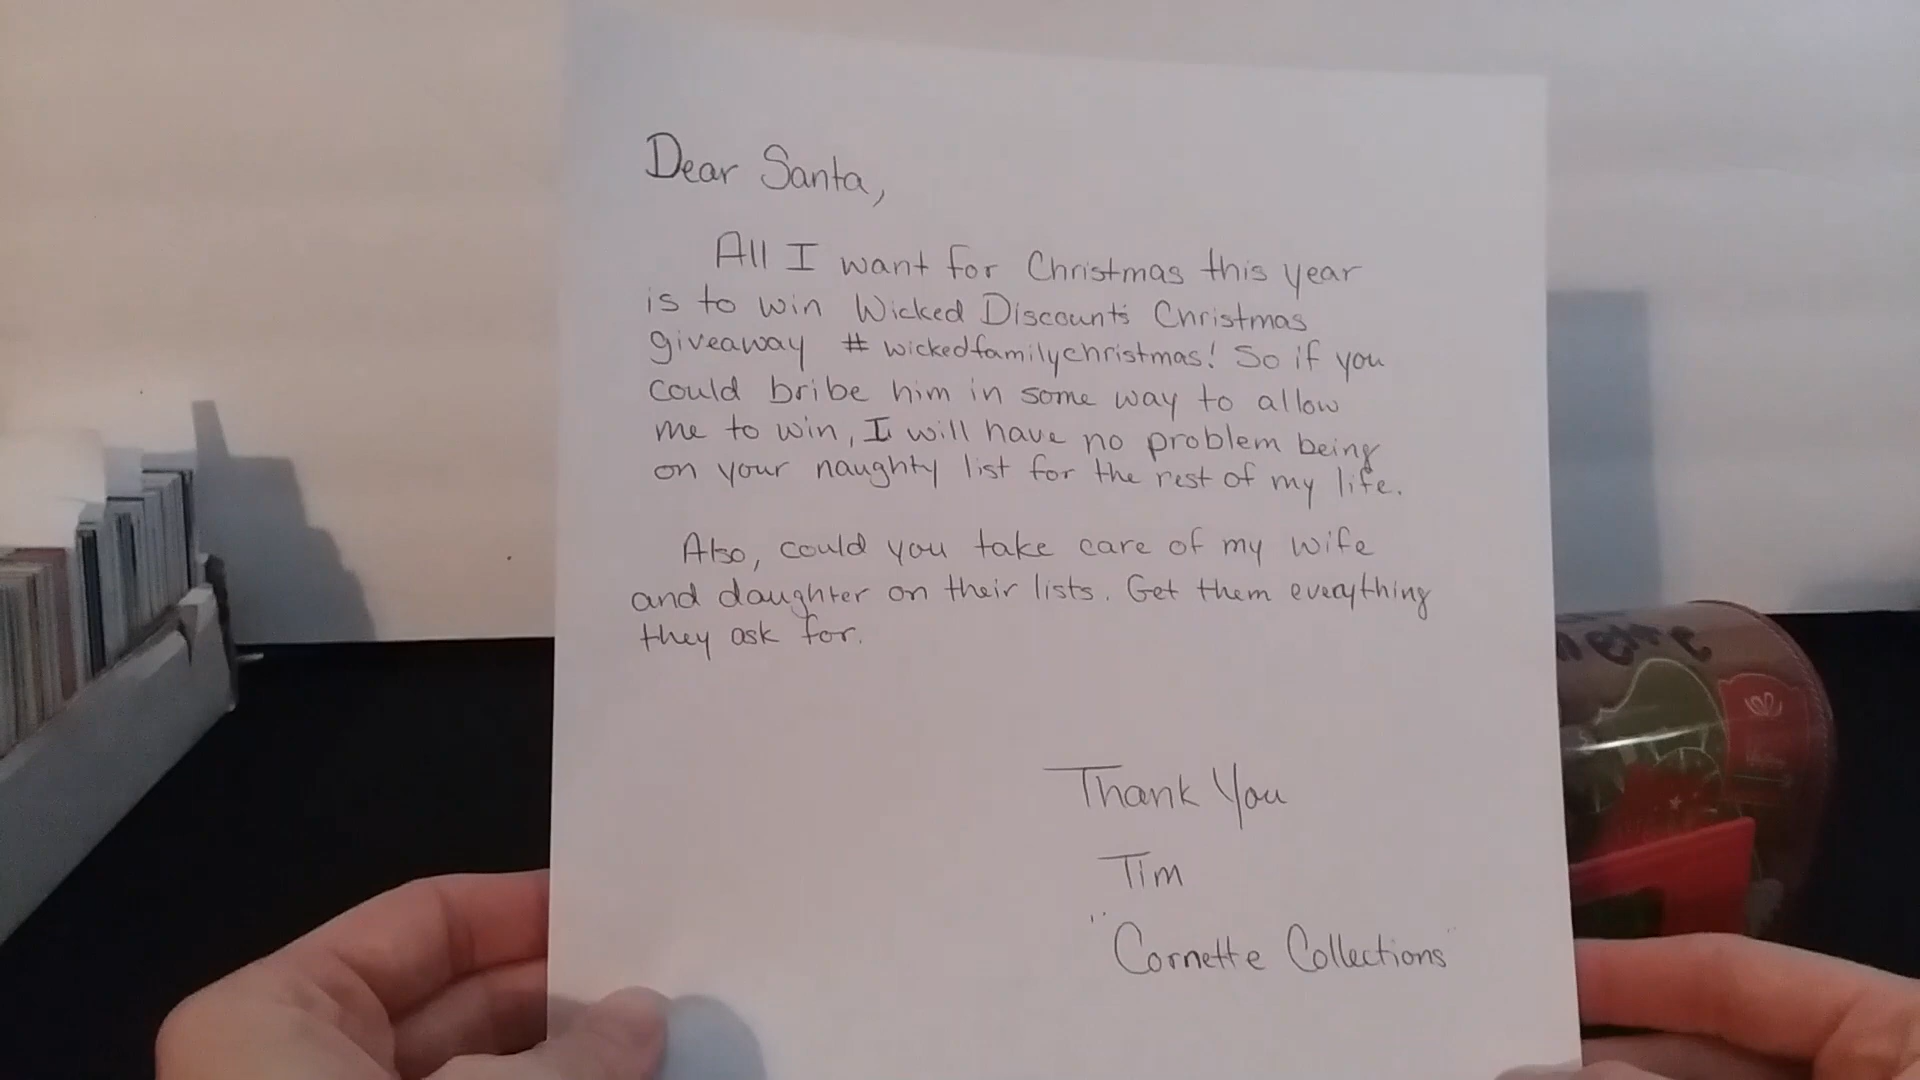 Dear Santa,
All I want for Christmas this year
is to win Wicked Discounts Christmas
giveaway # wickedfamilychristmas! So if you
could bribe him in some way to allow
me to win, I will have no problem being
on your naughty list for the rest of my life.
Also, could you take care of my wife
and daughter on their lists. Get them everything
they ask for.
Thank You
Tim
"Cornette Collections"